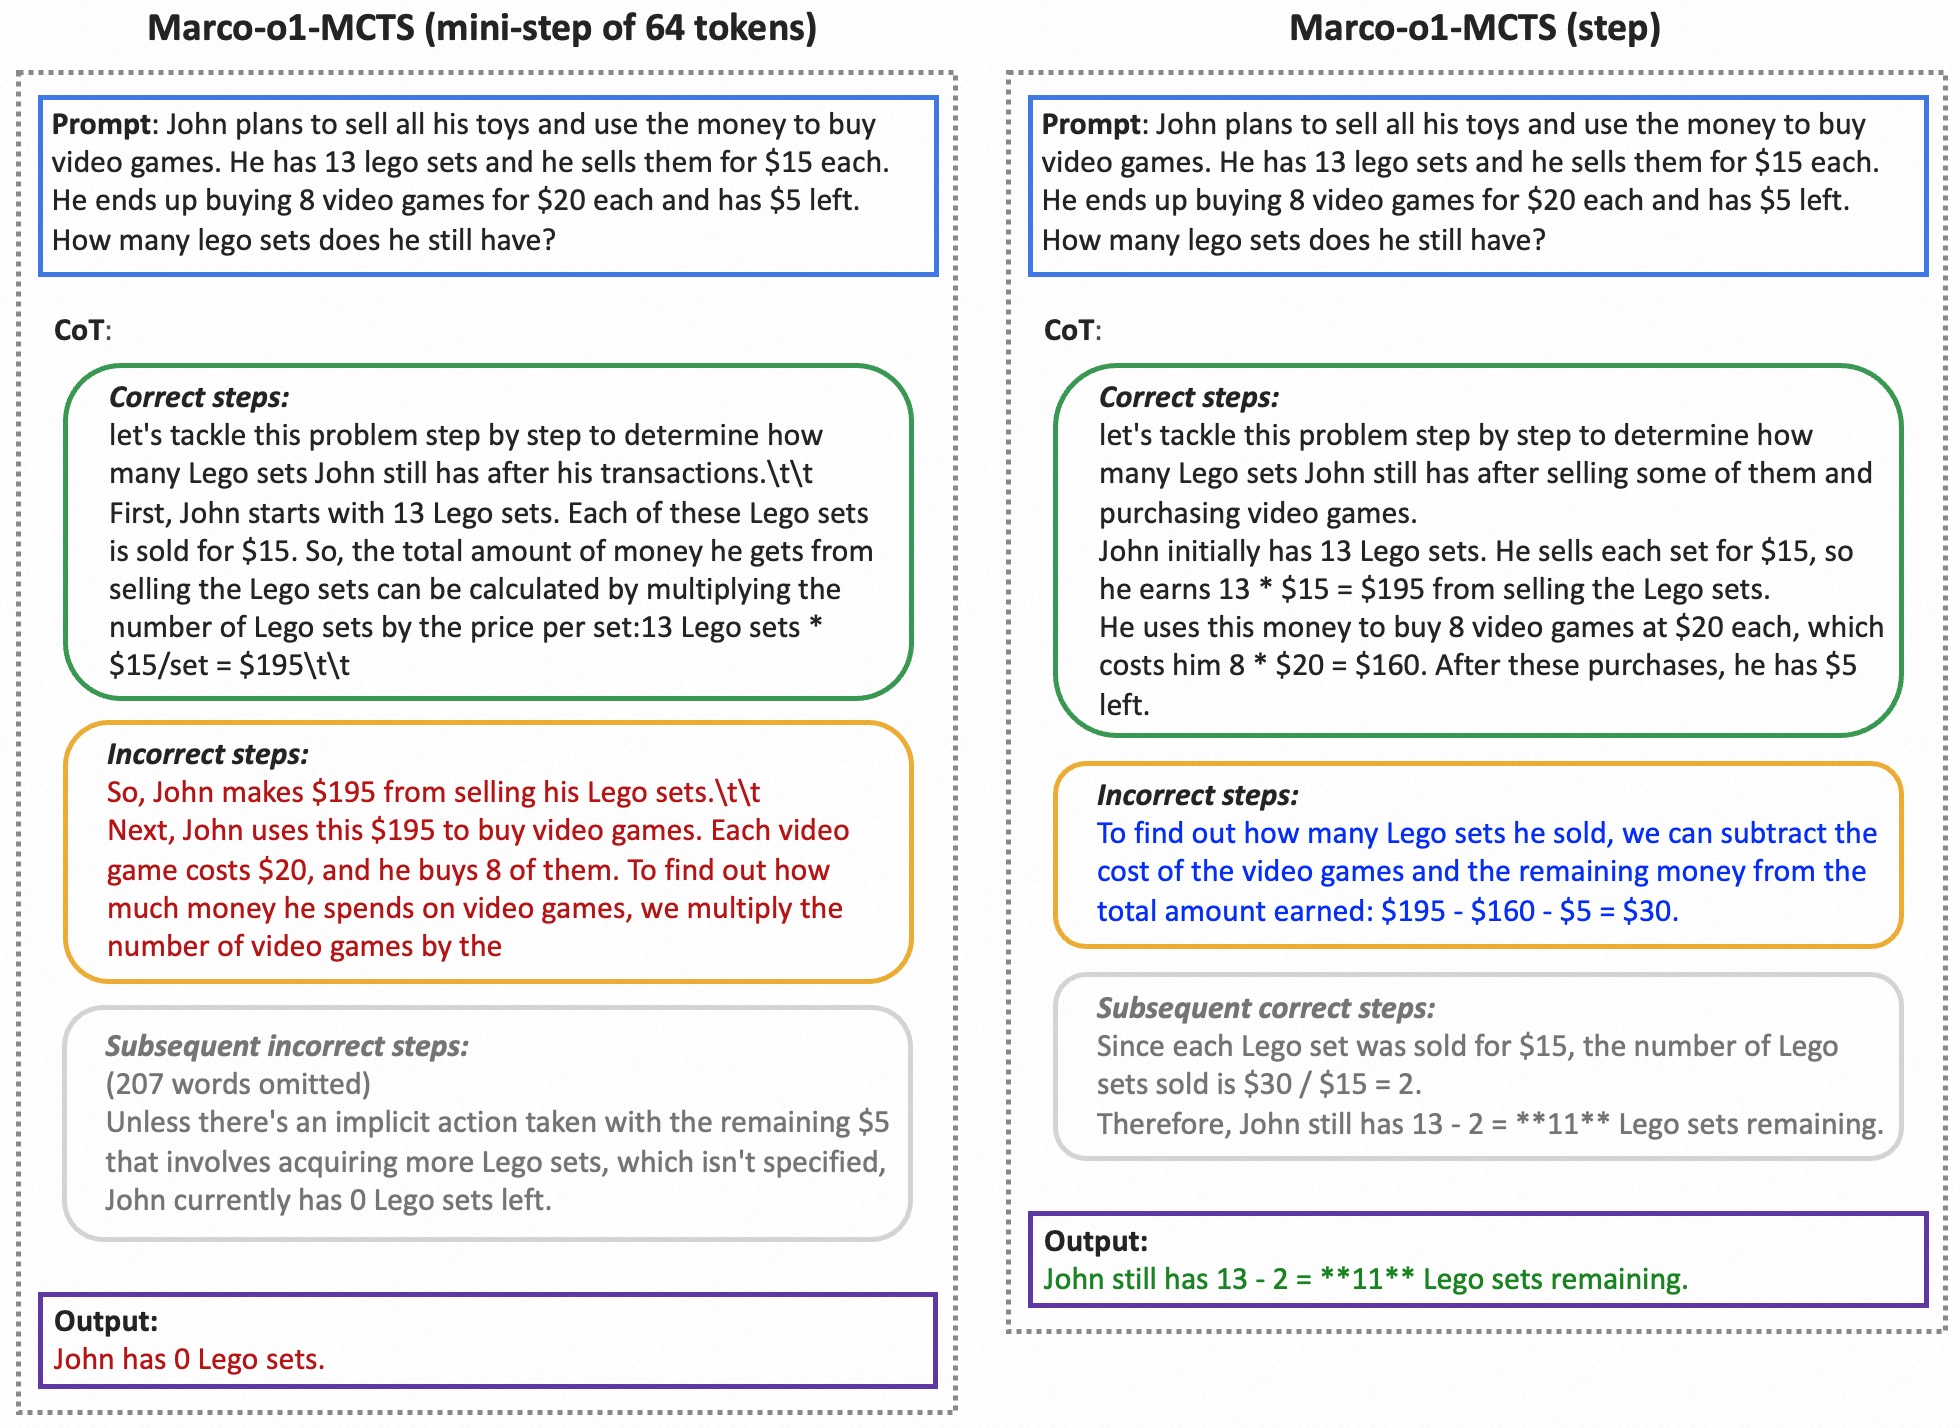 Marco-o1-MCTS (mini-step of 64 tokens)
Prompt: John plans to sell all his toys and use the money to buy
video games. He has 13 lego sets and he sells them for $15 each.
He ends up buying 8 video games for $20 each and has $5 left.
How many lego sets does he still have?
CoT:
Correct steps:
let's tackle this problem step by step to determine how
many Lego sets John still has after his transactions.\t\t
First, John starts with 13 Lego sets. Each of these Lego sets
is sold for $15. So, the total amount of money he gets from
selling the Lego sets can be calculated by multiplying the
number of Lego sets by the price per set:13 Lego sets *
$15/set = $195\t\t
Incorrect steps:
So, John makes $195 from selling his Lego sets.\t\t
Next, John uses this $195 to buy video games. Each video
game costs $20, and he buys 8 of them. To find out how
much money he spends on video games, we multiply the
number of video games by the
Subsequent incorrect steps:
(207 words omitted)
Unless there's an implicit action taken with the remaining $5
that involves acquiring more Lego sets, which isn't specified,
John currently has 0 Lego sets left.
Output:
John has 0 Lego sets.
Marco-o1-MCTS (step)
Prompt: John plans to sell all his toys and use the money to buy
video games. He has 13 lego sets and he sells them for $15 each.
He ends up buying 8 video games for $20 each and has $5 left.
How many lego sets does he still have?
CoT:
Correct steps:
let's tackle this problem step by step to determine how
many Lego sets John still has after selling some of them and
purchasing video games.
John initially has 13 Lego sets. He sells each set for $15, so
he earns 13 * $15 = $195 from selling the Lego sets.
He uses this money to buy 8 video games at $20 each, which
costs him 8 * $20 = $160. After these purchases, he has $5
left.
Incorrect steps:
To find out how many Lego sets he sold, we can subtract the
cost of the video games and the remaining money from the
total amount earned: $195 - $160 - $5 = $30.
Subsequent correct steps:
Since each Lego set was sold for $15, the number of Lego
sets sold is $30 / $15 = 2.
Therefore, John still has 13 - 2 = **11** Lego sets remaining.
Output:
John still has 13 - 2 = **11** Lego sets remaining.